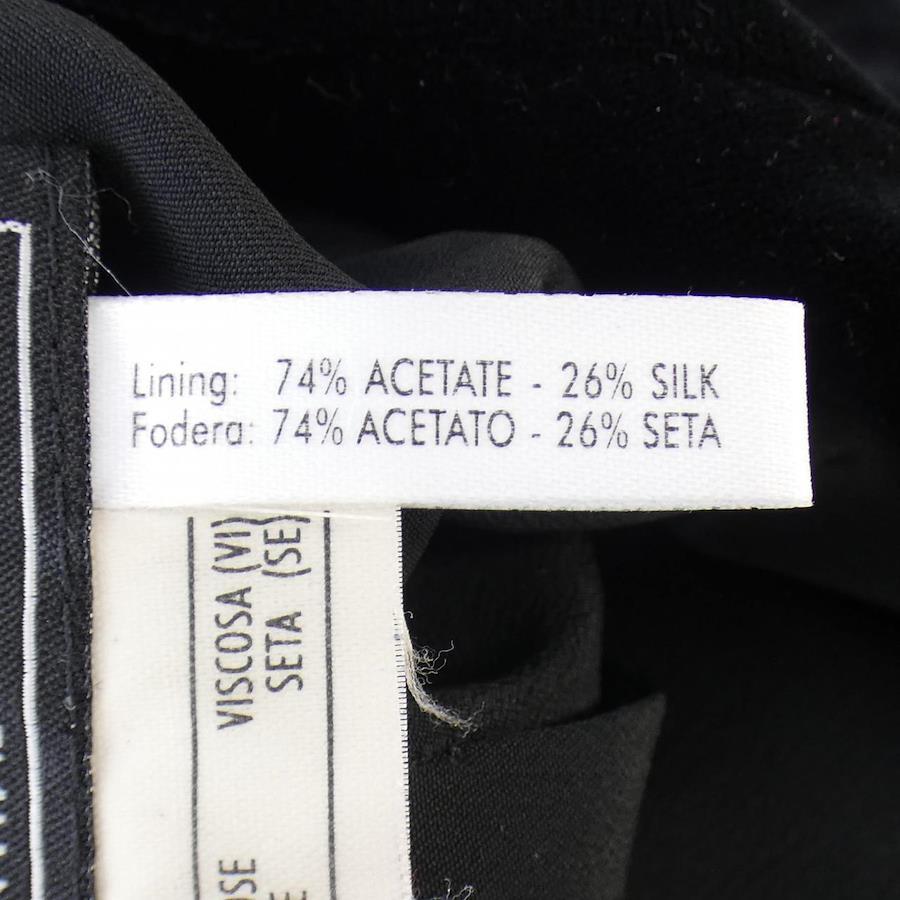 Lining: 74% ACETATE - 26% SILK
Fodera: 74% ACETATO - 26% SETA
VISCOSA (VI)
SETA (SE)